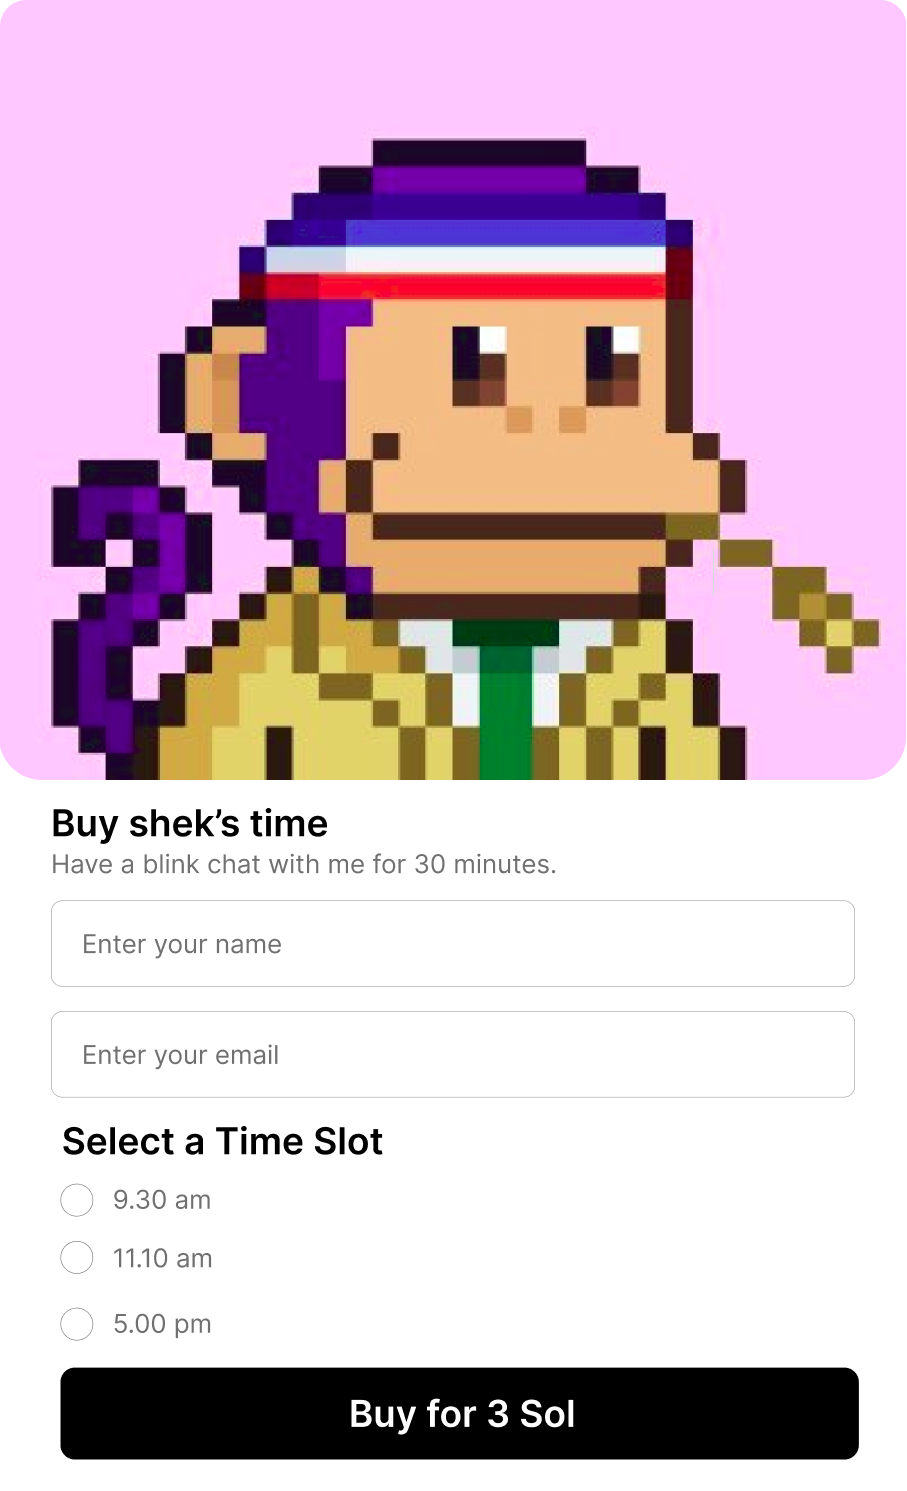 Buy shek’s time
Have a blink chat with me for 30 minutes.
Enter your name
Enter your email
Select a Time Slot
9.30 am
11.10 am
5.00 pm
Buy for 3 Sol